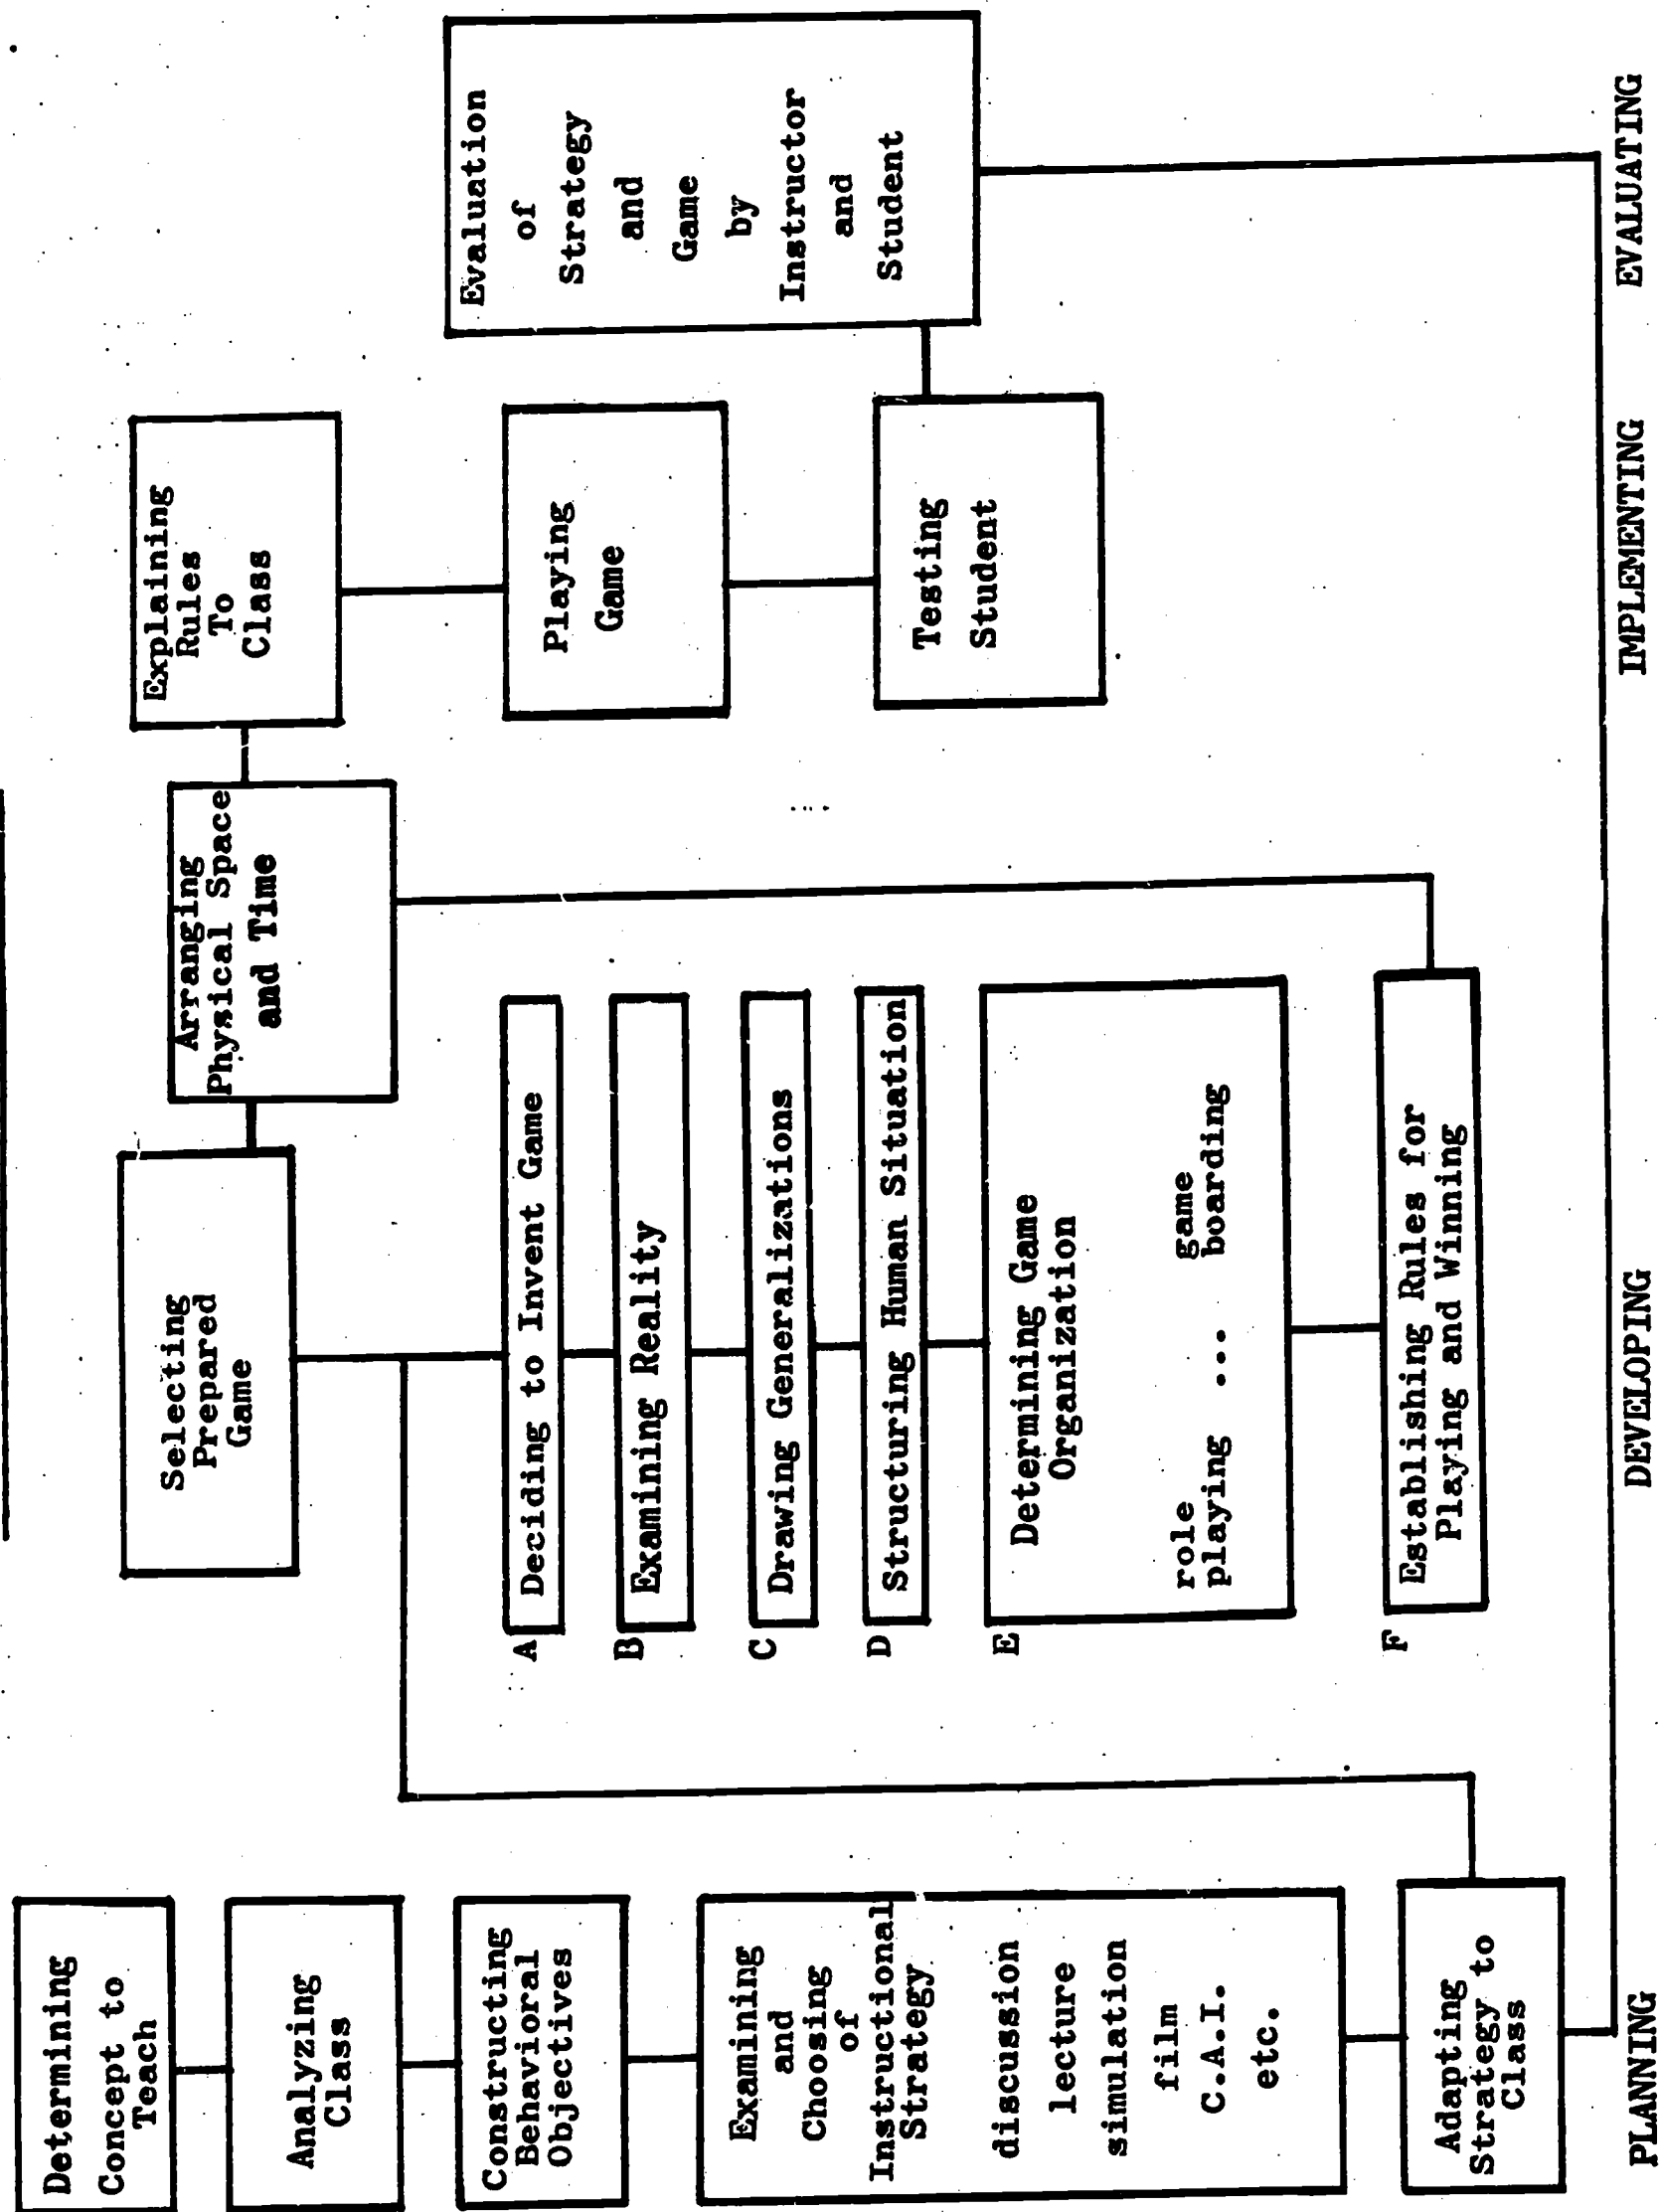 Determining
Concept to
Teach
Analyzing
Class
Constructing
Behavioral
Objectives
Examining
and
Choosing
of
Instructional
Strategy
discussion
lecture
simulation
film
C.A.I.
etc.
Adapting
Strategy to
Class
PLANNING
Selecting
Prepared
Game
A Deciding to Invent Game
B Examining Reality
C Drawing Generalizations
D Structuring Human Situation
E Determining Game
Organization
role game
playing ... boarding
F Establishing Rules for
Playing and Winning
DEVELOPING
Arranging
Physical Space
and Time
Explaining
Rules
To
Class
Playing
Game
Testing
Student
IMPLEMENTING
Evaluation
of
Strategy
and
Game
by
Instructor
and
Student
EVALUATING